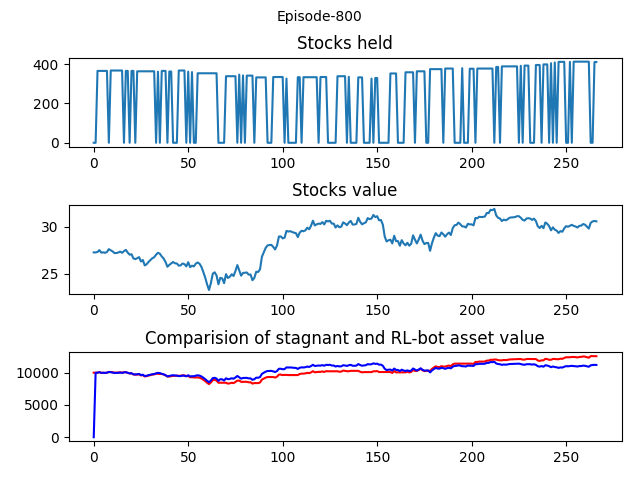 Episode-800
Stocks held
400
200
0
0 50 100 150 200 250
Stocks value
30
25
0 50 100 150 200 250
Comparision of stagnant and RL-bot asset value
10000
5000
0
0 50 100 150 200 250